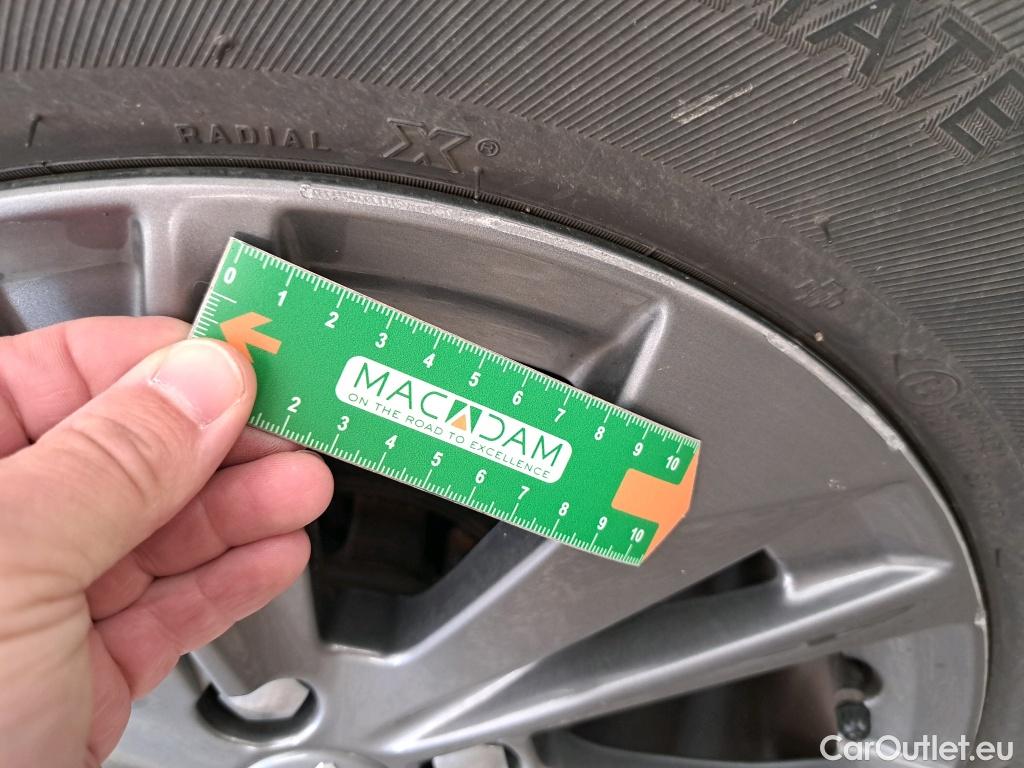 RADIAL X®
0 1 2 3 4 5 6 7 8 9 10
MACADAM
ON THE ROAD TO EXCELLENCE
2 3 4 5 6 7 8 9 10
CarOutlet.eu